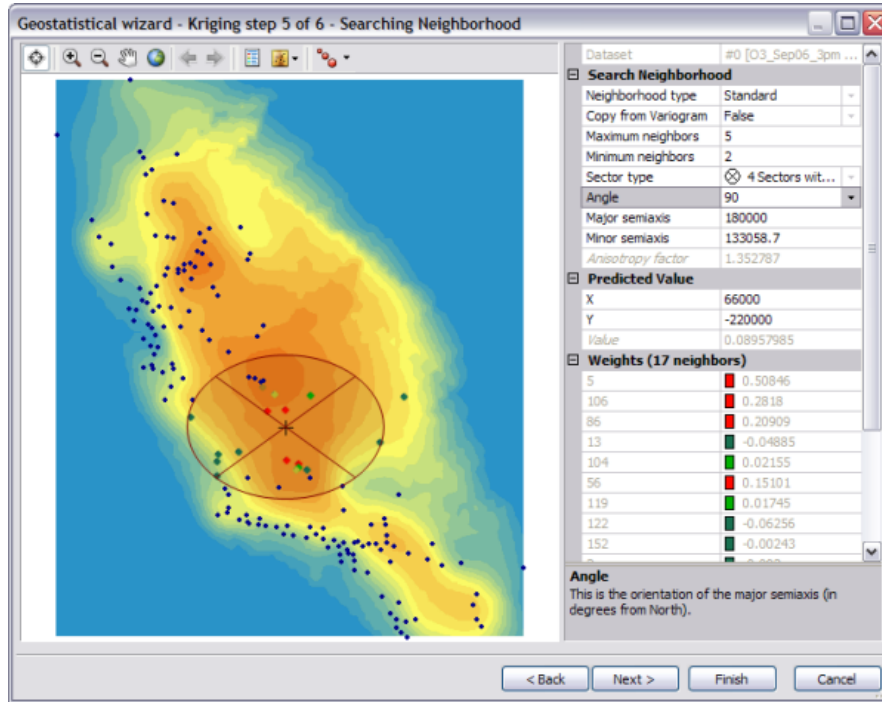 Geostatistical wizard - Kriging step 5 of 6 - Searching Neighborhood
Dataset #0 [O3_Sep06_3pm ...
Search Neighborhood
Neighborhood type Standard
Copy from Variogram False
Maximum neighbors 5
Minimum neighbors 2
Sector type 4 Sectors wit...
Angle 90
Major semiaxis 180000
Minor semiaxis 133058.7
Anisotropy factor 1.352787
Predicted Value
X 66000
Y -220000
Value 0.08957985
Weights (17 neighbors)
5 0.50846
106 0.2818
86 0.20909
13 -0.04885
104 0.02155
56 0.15101
119 0.01745
122 -0.06256
152 -0.00243
Angle
This is the orientation of the major semiaxis (in
degrees from North).
< Back Next > Finish Cancel